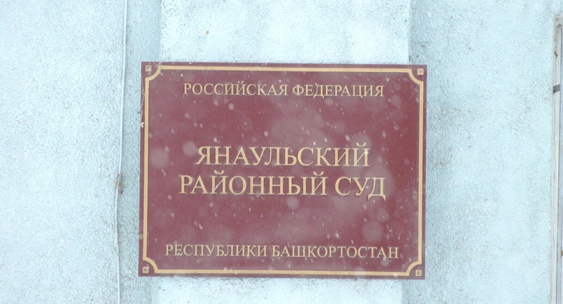 РОССИЙСКАЯ ФЕДЕРАЦИЯ
ЯНАУЛЬСКИЙ
РАЙОННЫЙ СУД
РЕСПУБЛИКИ БАШКОРТОСТАН